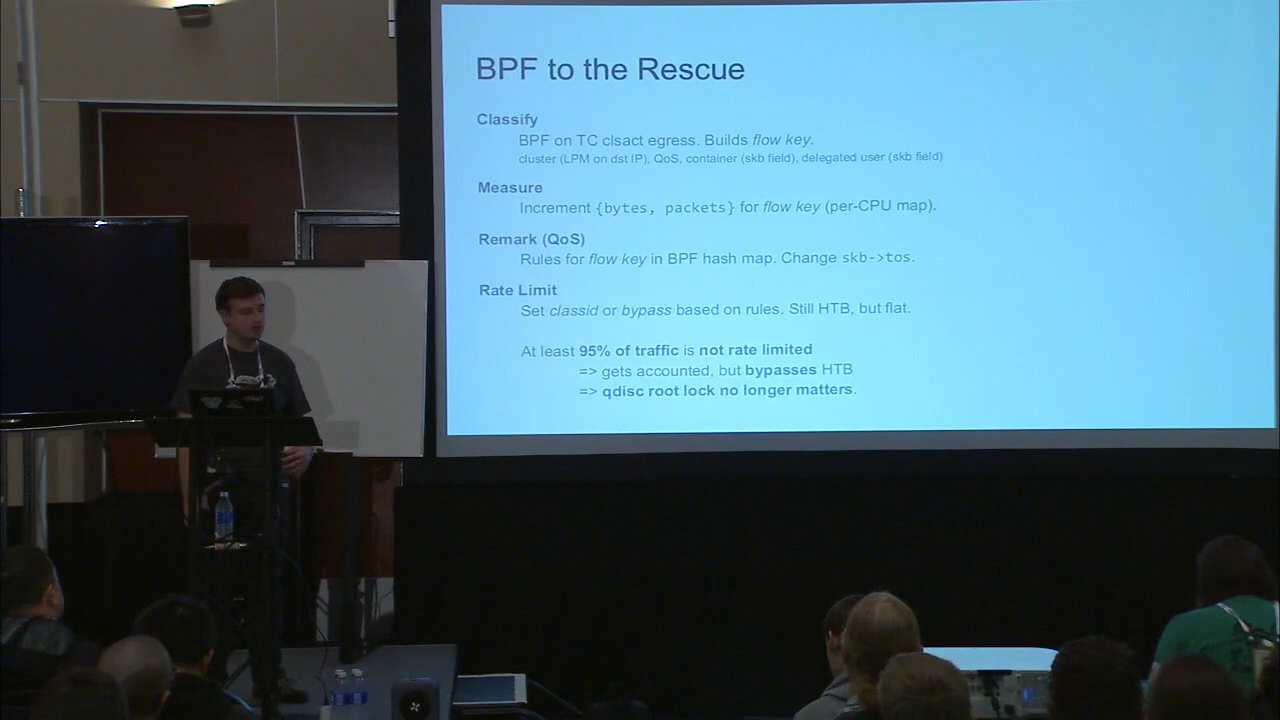 BPF to the Rescue
Classify
BPF on TC clsact egress. Builds flow key.
cluster (LPM on dst IP), QoS, container (skb field), delegated user (skb field)
Measure
Increment {bytes, packets} for flow key (per-CPU map).
Remark (QoS)
Rules for flow key in BPF hash map. Change skb->tos.
Rate Limit
Set classid or bypass based on rules. Still HTB, but flat.
At least 95% of traffic is not rate limited
=> gets accounted, but bypasses HTB
=> qdisc root lock no longer matters.